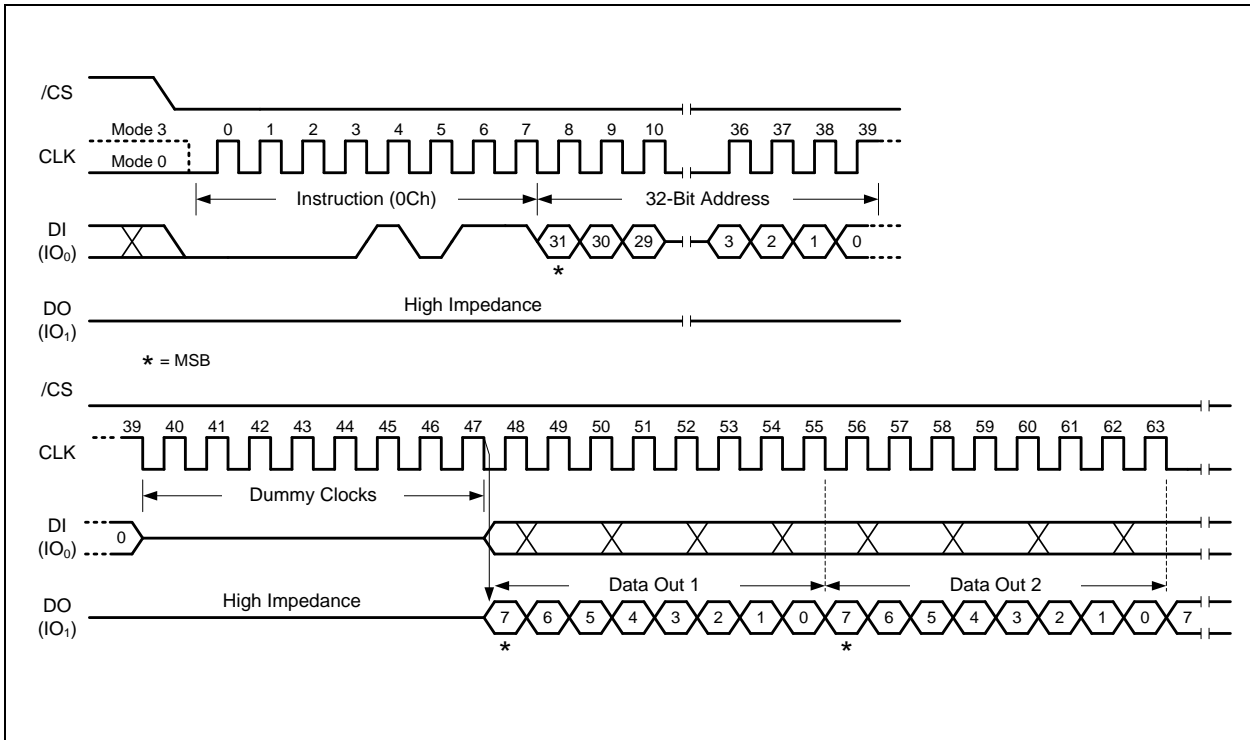 /CS
Mode 3 0 1 2 3 4 5 6 7 8 9 10 36 37 38 39
CLK Mode 0
Instruction (0Ch) 32-Bit Address
DI
(IO₀) 31 30 29 3 2 1 0
*
DO High Impedance
(IO₁)
* = MSB
/CS
39 40 41 42 43 44 45 46 47 48 49 50 51 52 53 54 55 56 57 58 59 60 61 62 63
CLK
Dummy Clocks
DI
(IO₀) 0
Data Out 1 Data Out 2
DO High Impedance
(IO₁) 7 6 5 4 3 2 1 0 7 6 5 4 3 2 1 0 7
* *